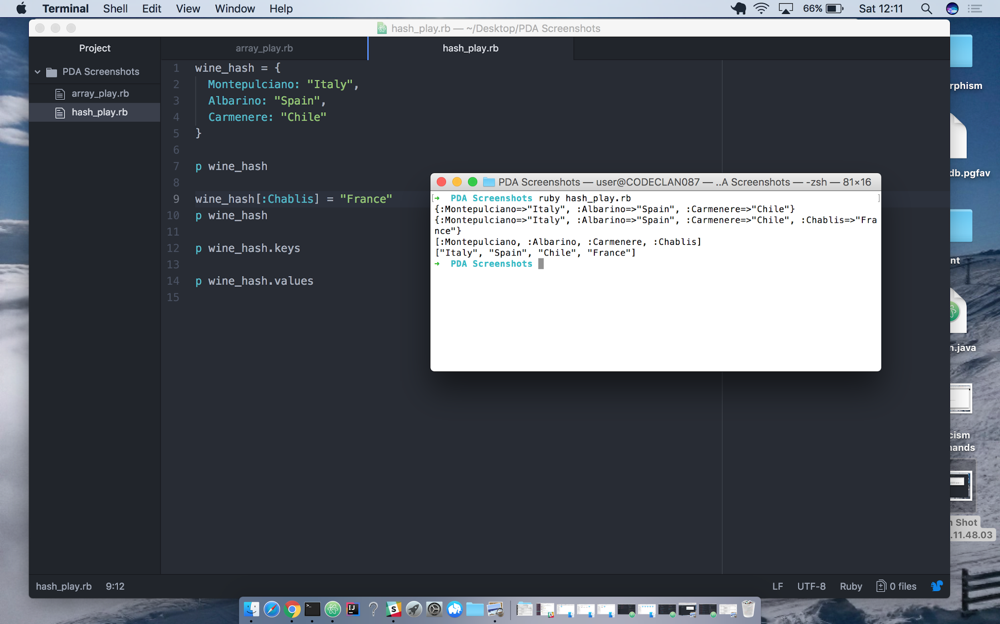 Terminal Shell Edit View Window Help 66% Sat 12:11
hash_play.rb — ~/Desktop/PDA Screenshots
Project array_play.rb hash_play.rb
PDA Screenshots
array_play.rb
hash_play.rb
1 wine_hash = {
2 Montepulciano: "Italy",
3 Albarino: "Spain",
4 Carmenere: "Chile"
5 }
6
7 p wine_hash
8
9 wine_hash[:Chablis] = "France"
10 p wine_hash
11
12 p wine_hash.keys
13
14 p wine_hash.values
15
PDA Screenshots — user@CODECLAN087 — ..A Screenshots — -zsh — 81×16
[➜ PDA Screenshots ruby hash_play.rb ]
{:Montepulciano=>"Italy", :Albarino=>"Spain", :Carmenere=>"Chile"}
{:Montepulciano=>"Italy", :Albarino=>"Spain", :Carmenere=>"Chile", :Chablis=>"Fra
nce"}
[:Montepulciano, :Albarino, :Carmenere, :Chablis]
["Italy", "Spain", "Chile", "France"]
➜ PDA Screenshots
rphism
db.pgfav
nt
n.java
cism
ands
n Shot
.11.48.03
hash_play.rb 9:12 LF UTF-8 Ruby 0 files